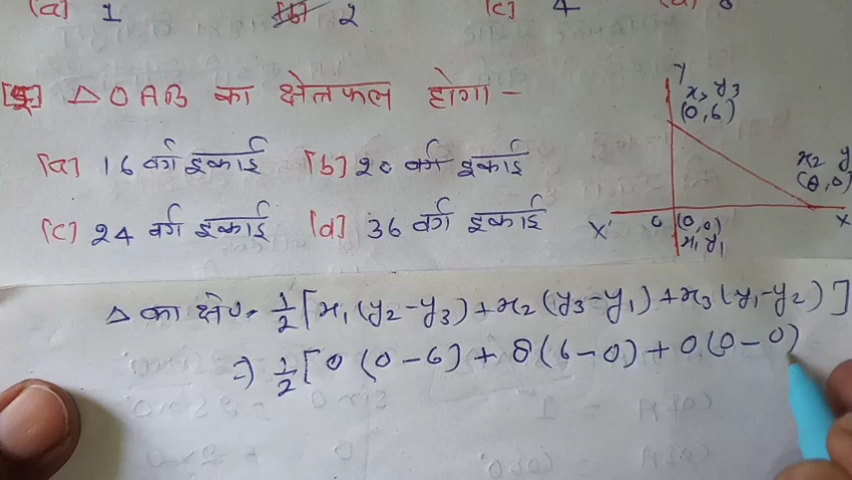 (a) 1 (b) 2 (c) 4
△OAB का क्षेत्रफल होगा -
(a) 16 वर्ग इकाई (b) 20 वर्ग इकाई
(c) 24 वर्ग इकाई (d) 36 वर्ग इकाई
Y
x3 y3
(0,6)
x2 y
(8,0)
X' O (0,0) X
x1 y1
△ का क्षे० = 1/2 [x1(y2-y3)+x2(y3-y1)+x3(y1-y2)]
⇒ 1/2 [0(0-6)+8(6-0)+0(0-0)